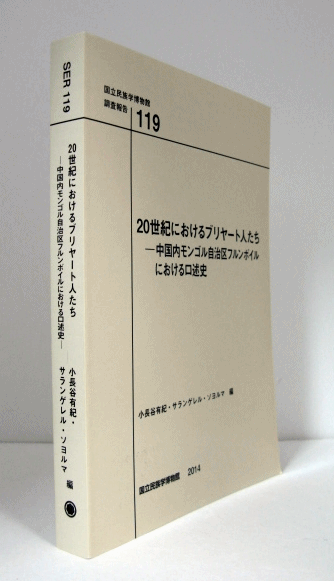 SER 119
20世紀におけるブリヤート人たち
―中国内モンゴル自治区フルンボイルにおける口述史―
小長谷有紀・
サランゲレル・ソヨルマ 編
国立民族学博物館
調査報告 119
20世紀におけるブリヤート人たち
―中国内モンゴル自治区フルンボイル
における口述史
小長谷有紀・サランゲレル・ソヨルマ 編
国立民族学博物館 2014